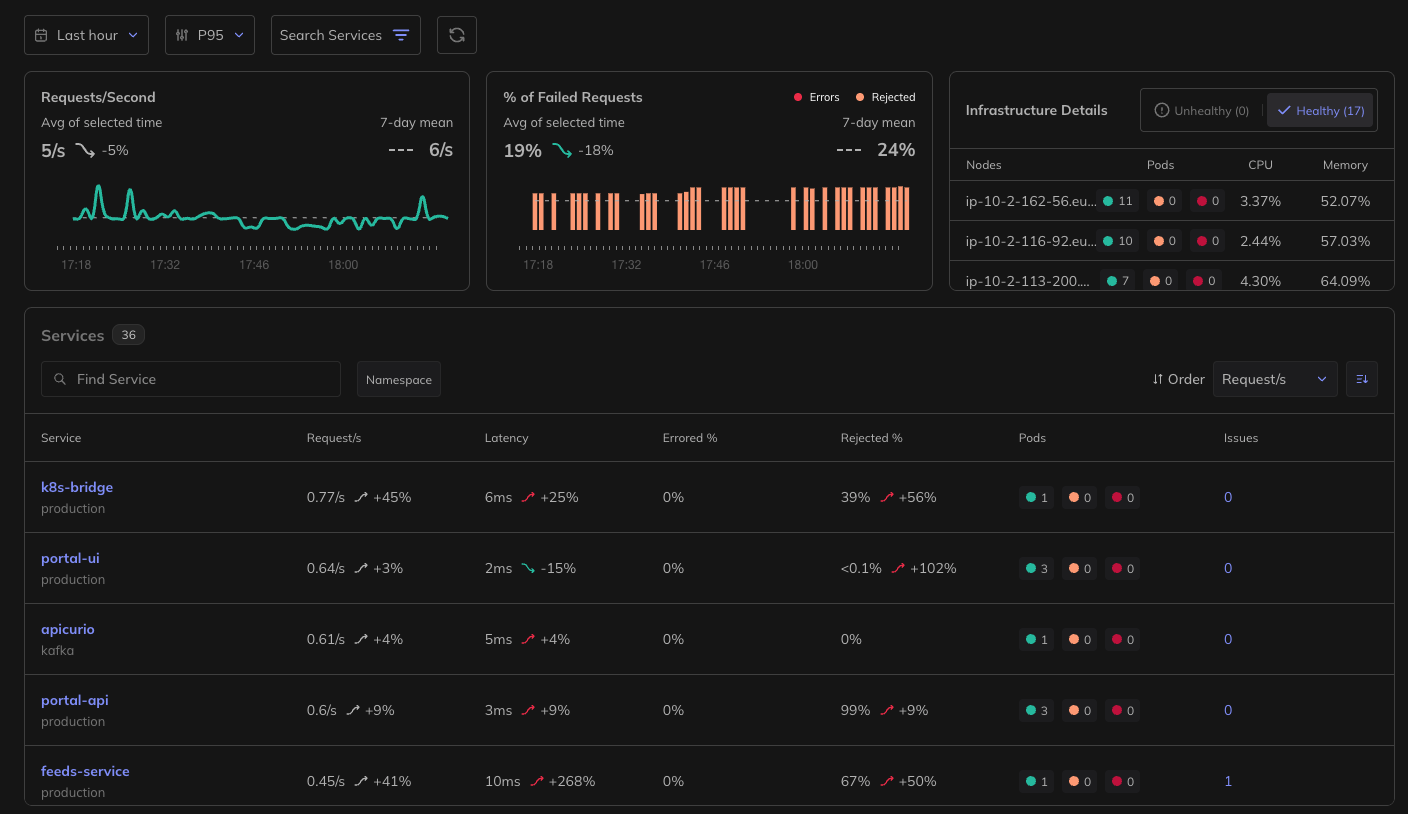 Last hour P95 Search Services
Requests/Second
Avg of selected time 7-day mean
5/s -5% --- 6/s
17:18 17:32 17:46 18:00
% of Failed Requests Errors Rejected
Avg of selected time 7-day mean
19% -18% --- 24%
17:18 17:32 17:46 18:00
Infrastructure Details Unhealthy (0) Healthy (17)
Nodes Pods CPU Memory
ip-10-2-162-56.eu... 11 0 0 3.37% 52.07%
ip-10-2-116-92.eu... 10 0 0 2.44% 57.03%
ip-10-2-113-200.... 7 0 0 4.30% 64.09%
Services 36
Find Service Namespace Order Request/s
Service Request/s Latency Errored % Rejected % Pods Issues
k8s-bridge
production
0.77/s +45% 6ms +25% 0% 39% +56% 1 0 0 0
portal-ui
production
0.64/s +3% 2ms -15% 0% <0.1% +102% 3 0 0 0
apicurio
kafka
0.61/s +4% 5ms +4% 0% 0% 1 0 0 0
portal-api
production
0.6/s +9% 3ms +9% 0% 99% +9% 3 0 0 0
feeds-service
production
0.45/s +41% 10ms +268% 0% 67% +50% 1 0 0 1